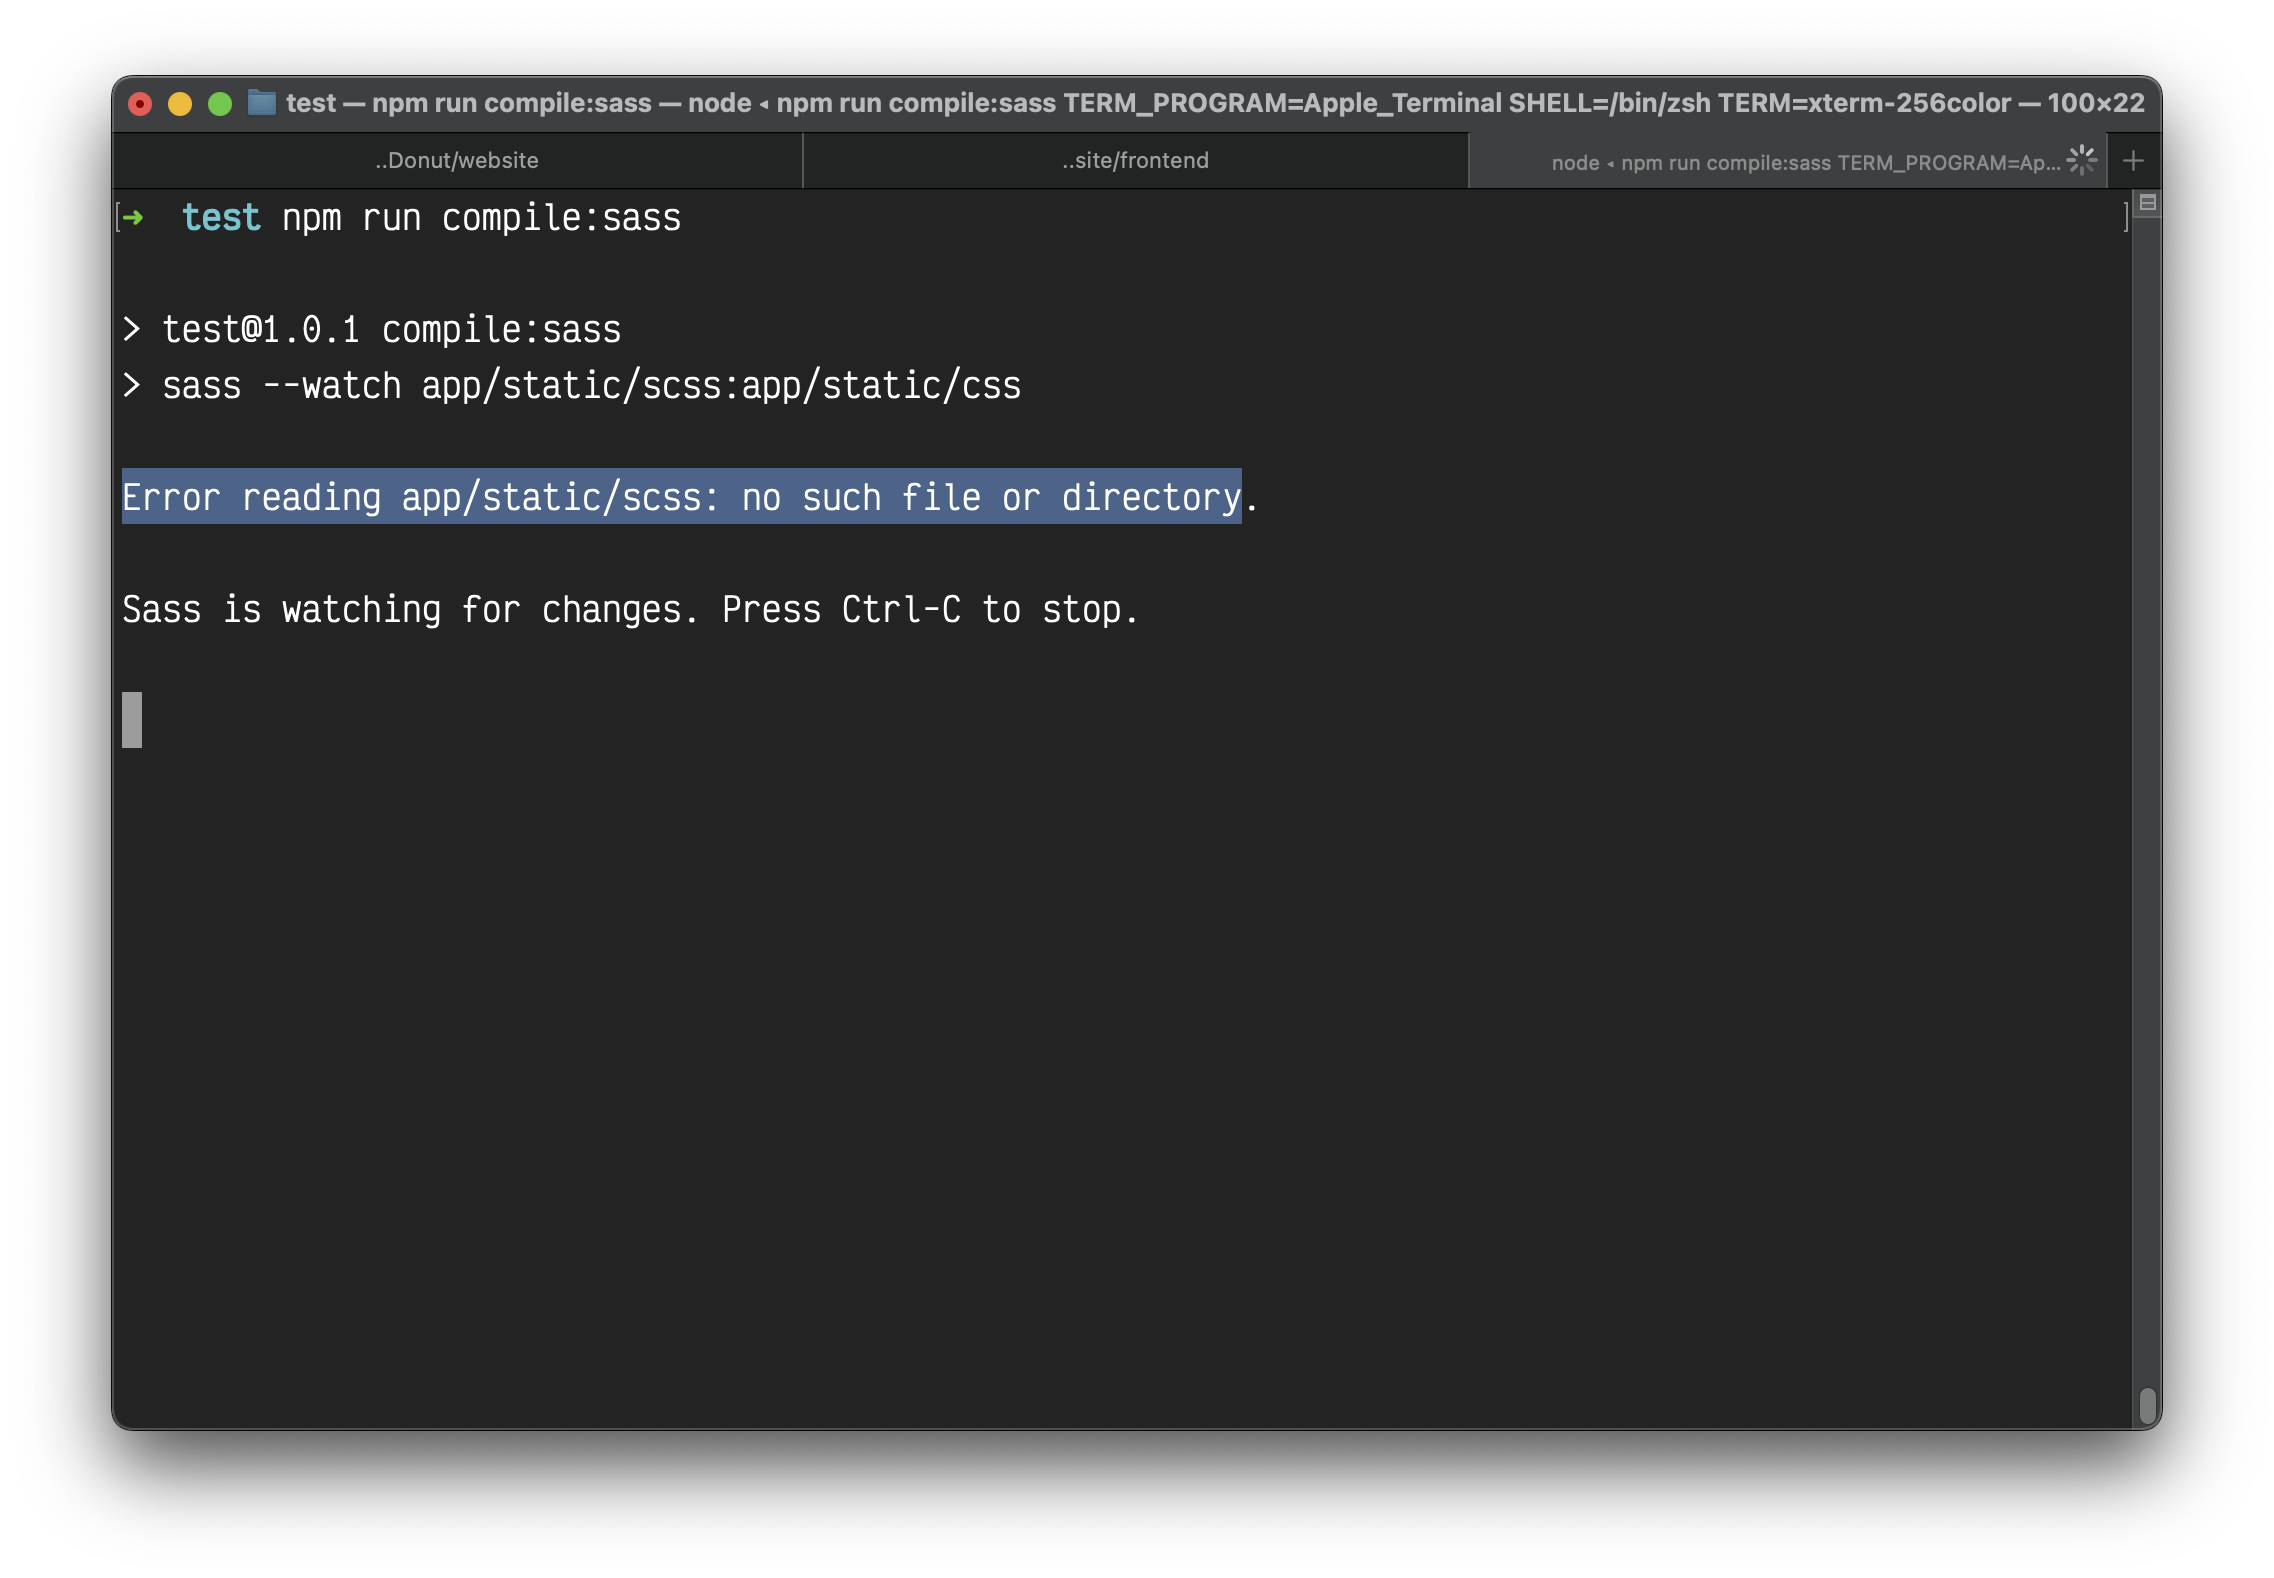 test — npm run compile:sass — node ◂ npm run compile:sass TERM_PROGRAM=Apple_Terminal SHELL=/bin/zsh TERM=xterm-256color — 100×22
..Donut/website ..site/frontend node ◂ npm run compile:sass TERM_PROGRAM=Ap... +
[➜  test npm run compile:sass ]
> test@1.0.1 compile:sass
> sass --watch app/static/scss:app/static/css
Error reading app/static/scss: no such file or directory.
Sass is watching for changes. Press Ctrl-C to stop.